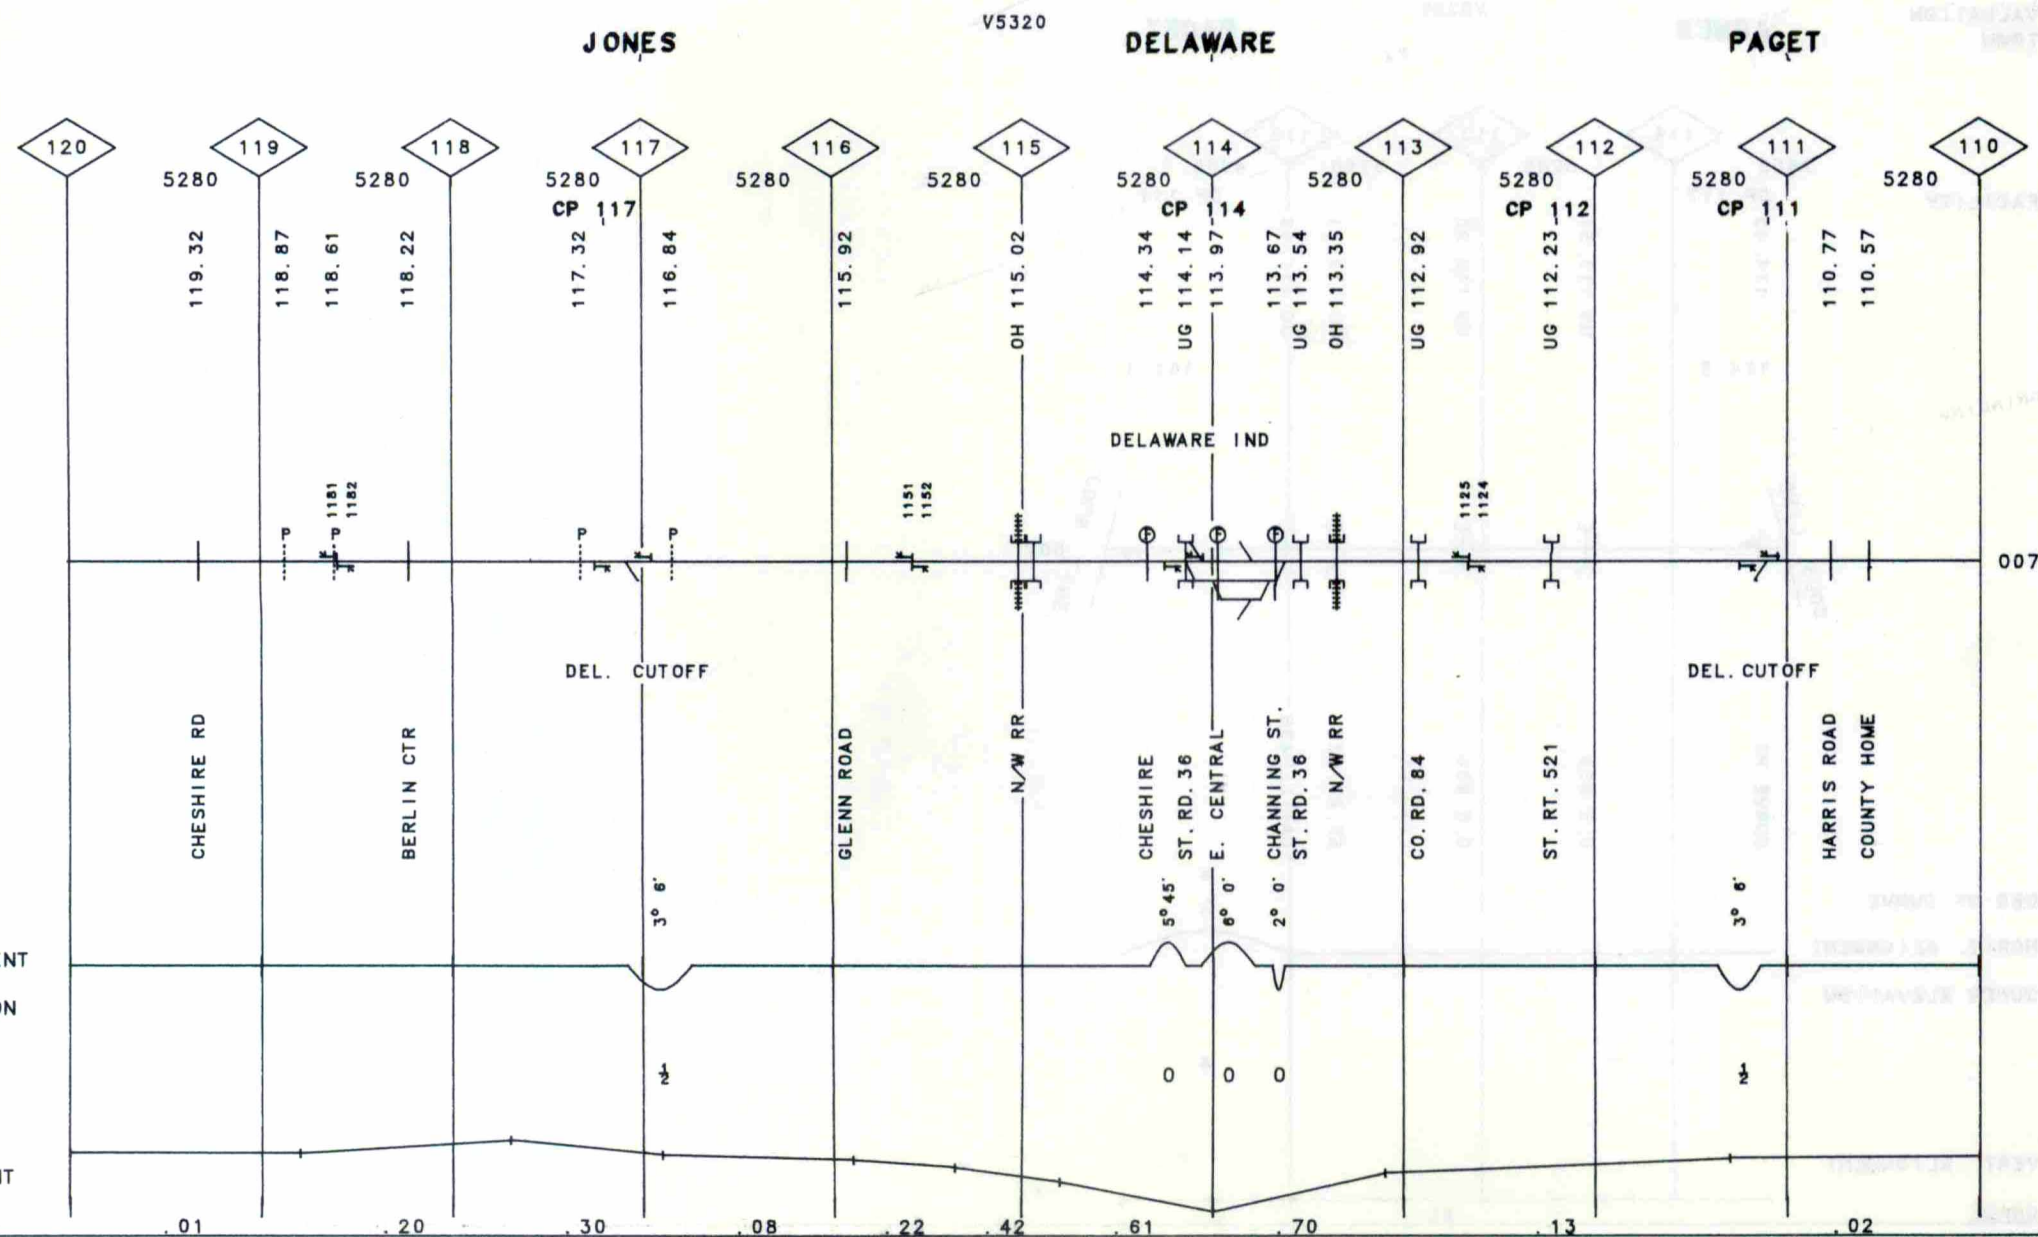 V5320
JONES
DELAWARE
PAGET
120
119
118
117
116
115
114
113
112
111
110
5280
5280
5280
5280
5280
5280
5280
5280
5280
5280
CP 117
CP 114
CP 112
CP 111
119.32
118.87
118.61
118.22
117.32
116.84
115.92
OH 115.02
114.34
UG 114.14
113.97
113.67
UG 113.54
OH 113.35
UG 112.92
UG 112.23
110.77
110.57
DELAWARE IND
1181
1182
1151
1152
1125
1124
P
P
P
P
P
P
P
007
DEL. CUTOFF
DEL. CUTOFF
CHESHIRE RD
BERLIN CTR
GLENN ROAD
N/W RR
CHESHIRE
ST. RD. 36
E. CENTRAL
CHANNING ST.
ST. RD. 36
N/W RR
CO. RD. 84
ST. RT. 521
HARRIS ROAD
COUNTY HOME
3° 6'
5° 45'
6° 0'
2° 0'
3° 6'
ENT
ON
½
0
0
0
½
NT
.01
.20
.30
.08
.22
.42
.61
.70
.13
.02